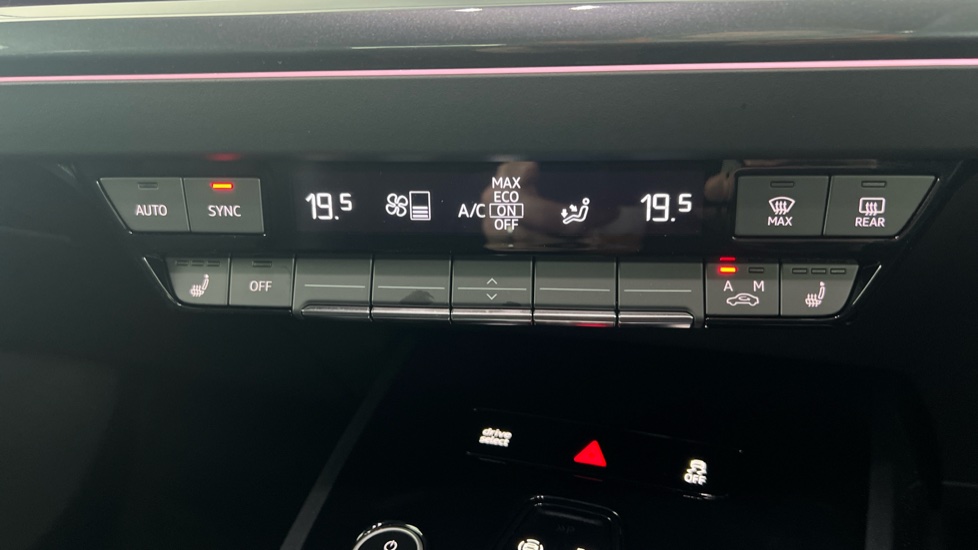 AUTO SYNC 19.5 A/C MAX ECO ON OFF 19.5 MAX REAR
OFF A M
drive select OFF